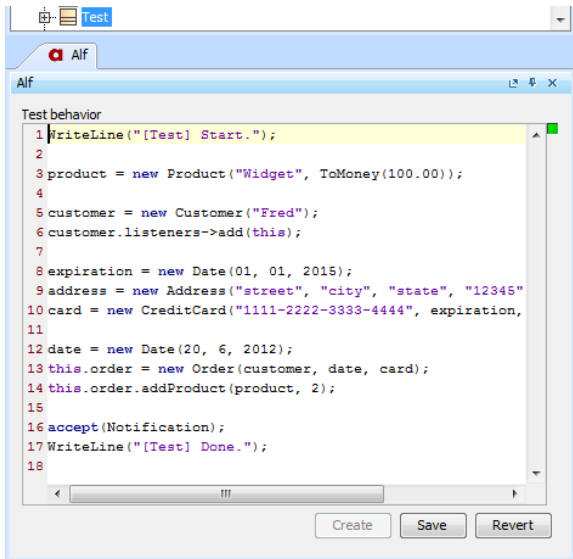 Test
a Alf
Alf
Test behavior
1 WriteLine("[Test] Start.");
2
3 product = new Product("Widget", ToMoney(100.00));
4
5 customer = new Customer("Fred");
6 customer.listeners->add(this);
7
8 expiration = new Date(01, 01, 2015);
9 address = new Address("street", "city", "state", "12345"
10 card = new CreditCard("1111-2222-3333-4444", expiration,
11
12 date = new Date(20, 6, 2012);
13 this.order = new Order(customer, date, card);
14 this.order.addProduct(product, 2);
15
16 accept(Notification);
17 WriteLine("[Test] Done.");
18
Create Save Revert